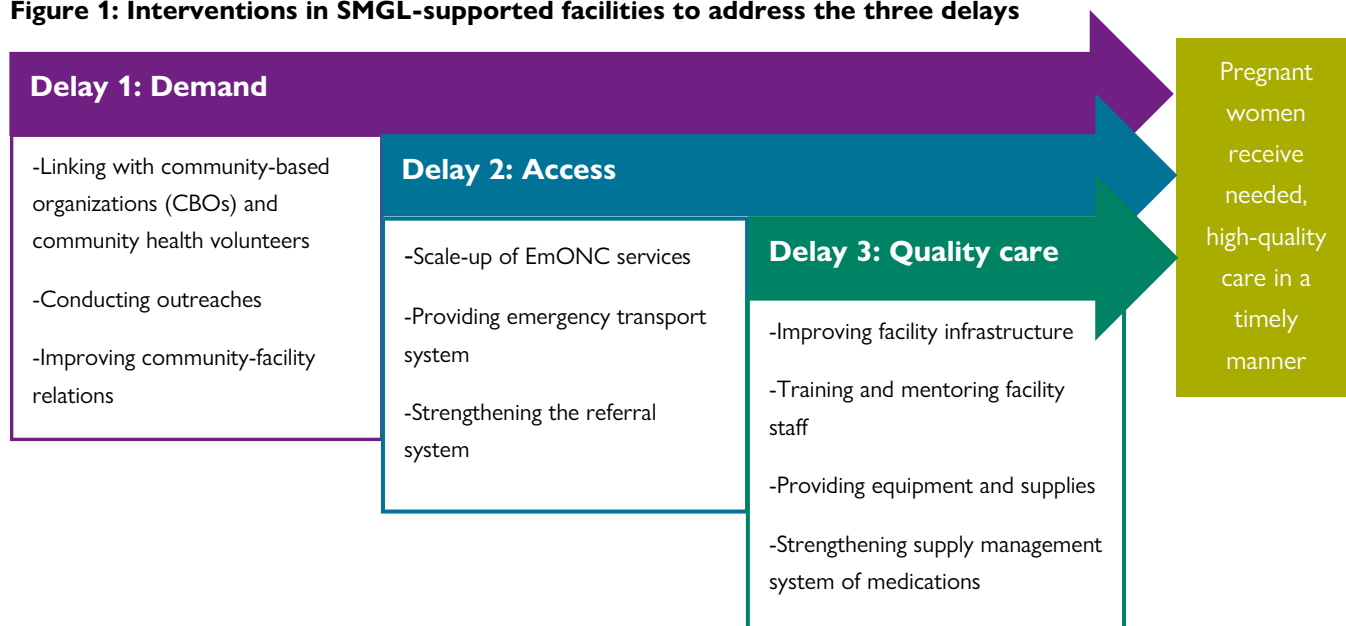 Figure 1: Interventions in SMGL-supported facilities to address the three delays
Delay 1: Demand
-Linking with community-based
organizations (CBOs) and
community health volunteers
-Conducting outreaches
-Improving community-facility
relations
Delay 2: Access
-Scale-up of EmONC services
-Providing emergency transport
system
-Strengthening the referral
system
Delay 3: Quality care
-Improving facility infrastructure
-Training and mentoring facility
staff
-Providing equipment and supplies
-Strengthening supply management
system of medications
Pregnant
women
receive
needed,
high-quality
care in a
timely
manner